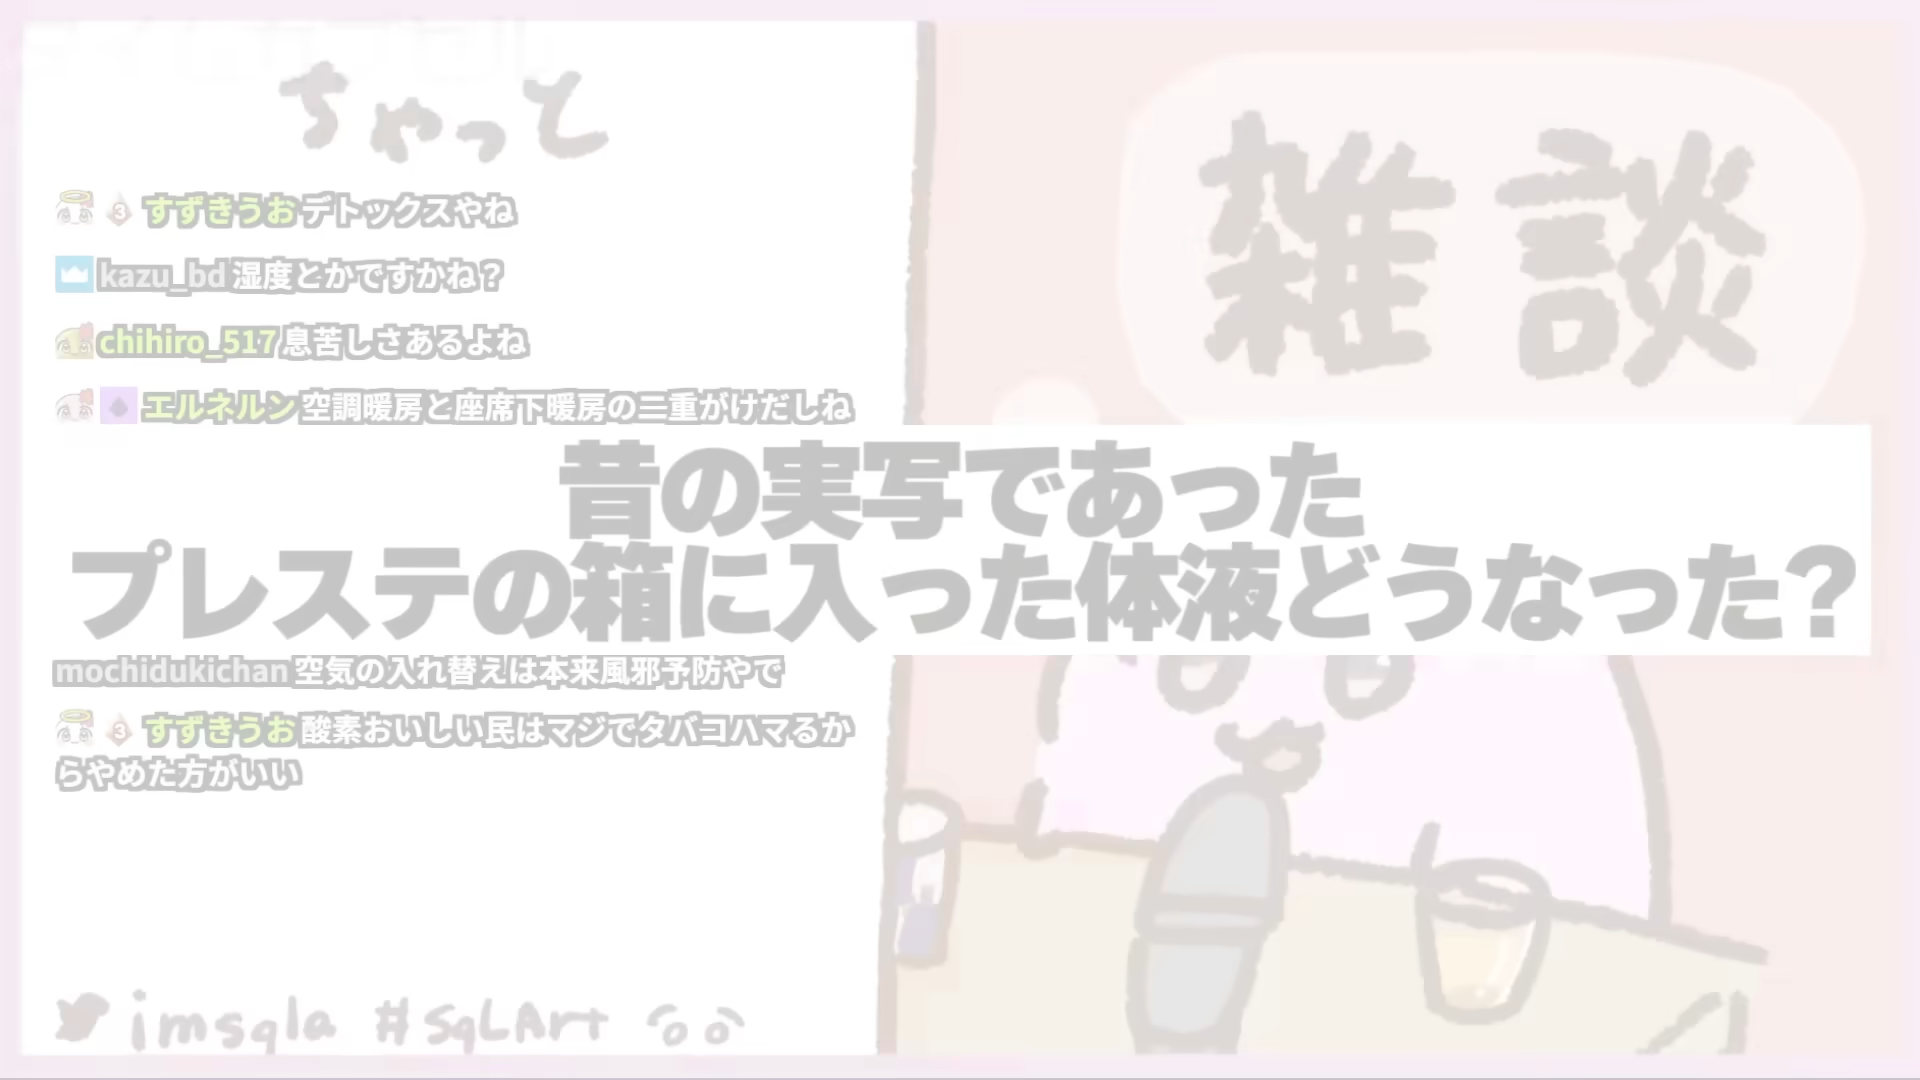 ちゃっと
雑談
すずきうお デトックスやね
kazu_bd 湿度とかですかね？
chihiro_517 息苦しさあるよね
エルネルン 空調暖房と座席下暖房の二重がけだしね
昔の実写であった
プレステの箱に入った体液どうなった？
mochidukichan 空気の入れ替えは本来風邪予防やで
すずきうお 酸素おいしい民はマジでタバコハマるか
らやめた方がいい
imsqla #SqLArt